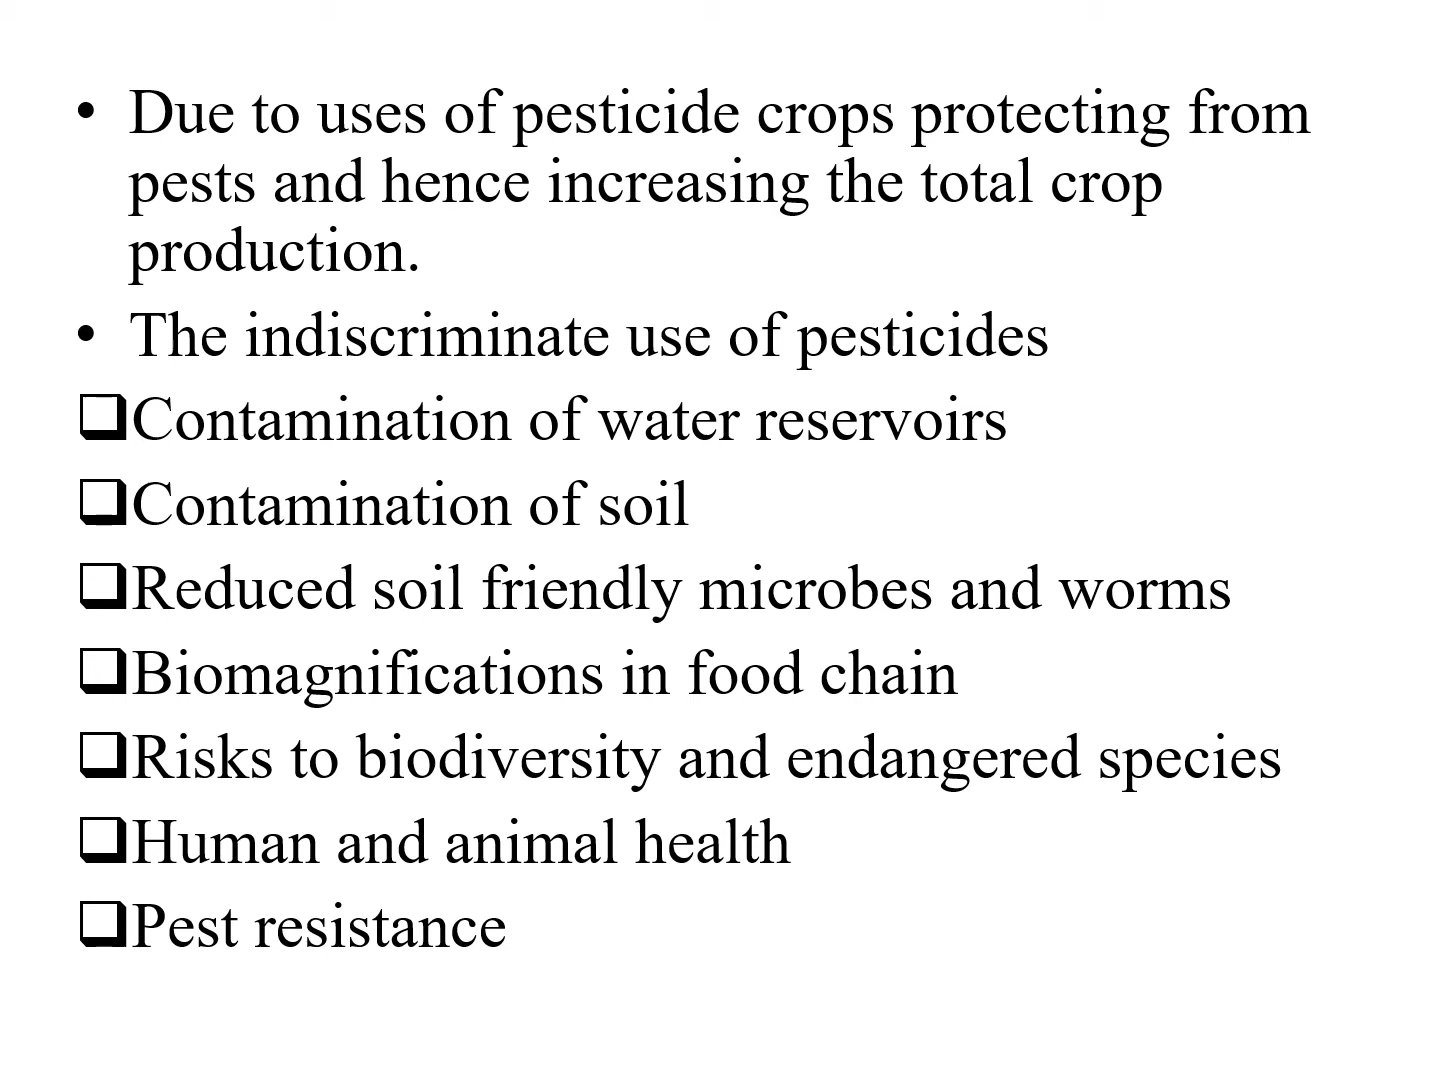 • Due to uses of pesticide crops protecting from
pests and hence increasing the total crop
production.
• The indiscriminate use of pesticides
❑Contamination of water reservoirs
❑Contamination of soil
❑Reduced soil friendly microbes and worms
❑Biomagnifications in food chain
❑Risks to biodiversity and endangered species
❑Human and animal health
❑Pest resistance